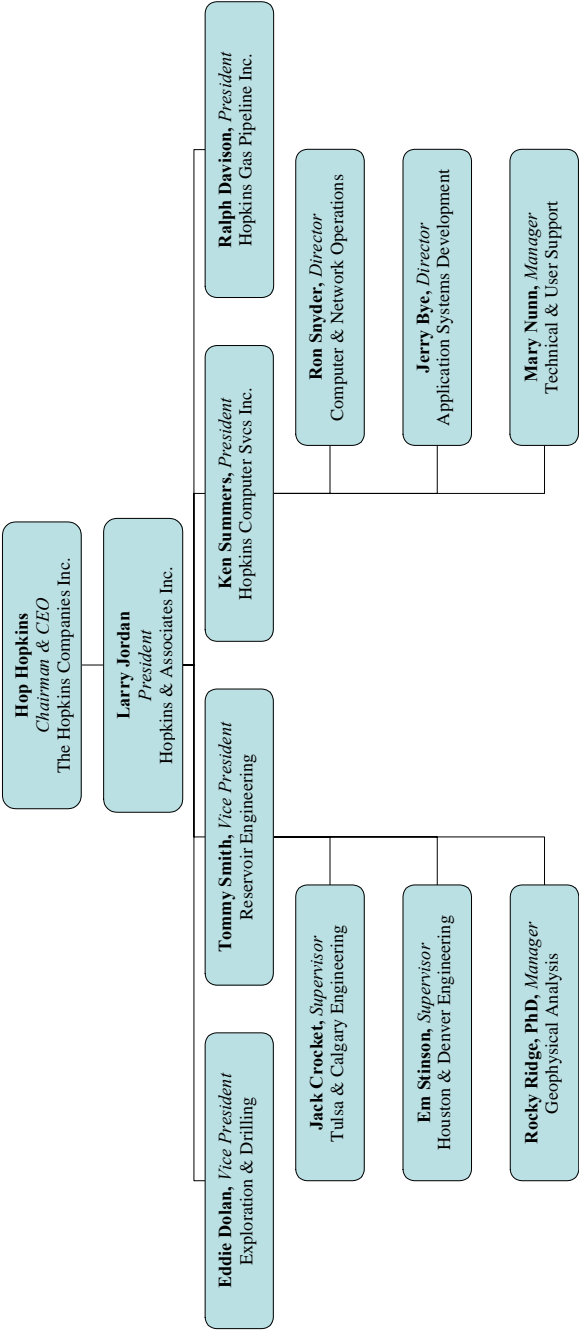 Hop Hopkins
Chairman & CEO
The Hopkins Companies Inc.
Larry Jordan
President
Hopkins & Associates Inc.
Eddie Dolan, Vice President
Exploration & Drilling
Tommy Smith, Vice President
Reservoir Engineering
Ken Summers, President
Hopkins Computer Svcs Inc.
Ralph Davison, President
Hopkins Gas Pipeline Inc.
Jack Crocket, Supervisor
Tulsa & Calgary Engineering
Em Stinson, Supervisor
Houston & Denver Engineering
Rocky Ridge, PhD, Manager
Geophysical Analysis
Ron Snyder, Director
Computer & Network Operations
Jerry Bye, Director
Application Systems Development
Mary Nunn, Manager
Technical & User Support